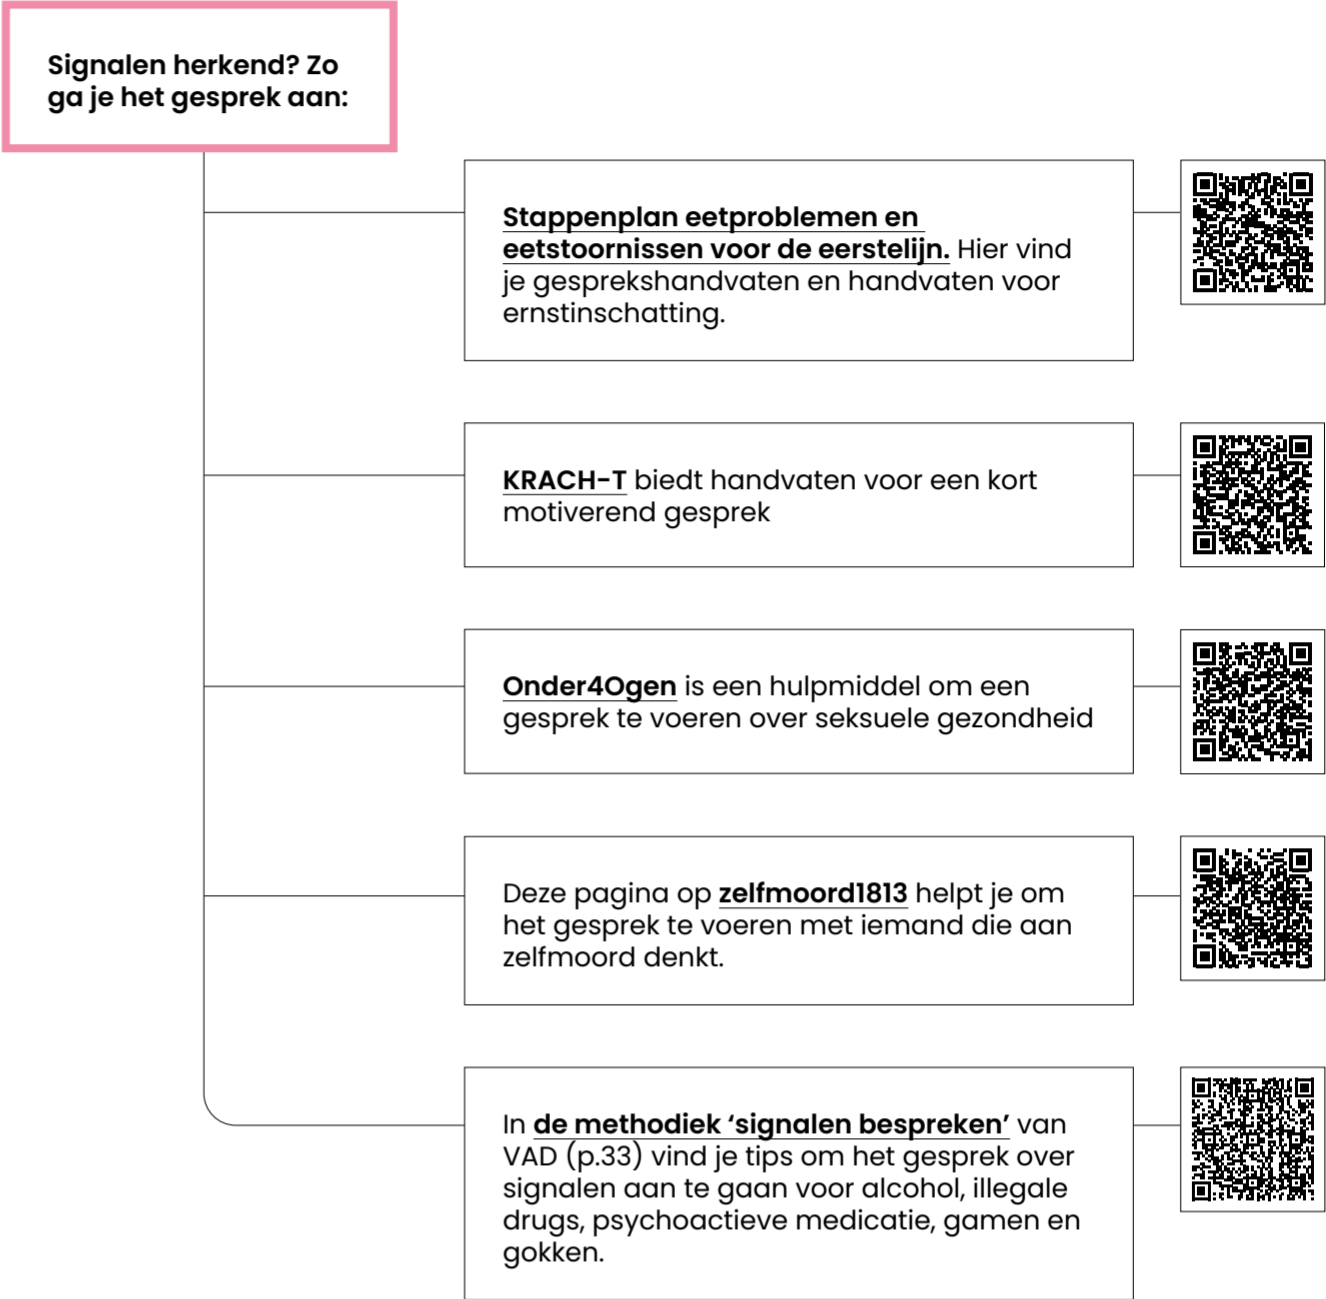 Signalen herkend? Zo
ga je het gesprek aan:
Stappenplan eetproblemen en
eetstoornissen voor de eerstelijn. Hier vind
je gesprekshandvaten en handvaten voor
ernstinschatting.
KRACH-T biedt handvaten voor een kort
motiverend gesprek
Onder4Ogen is een hulpmiddel om een
gesprek te voeren over seksuele gezondheid
Deze pagina op zelfmoord1813 helpt je om
het gesprek te voeren met iemand die aan
zelfmoord denkt.
In de methodiek ‘signalen bespreken’ van
VAD (p.33) vind je tips om het gesprek over
signalen aan te gaan voor alcohol, illegale
drugs, psychoactieve medicatie, gamen en
gokken.